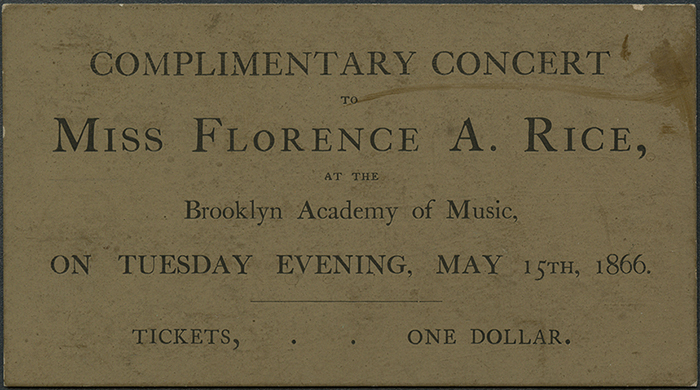 COMPLIMENTARY CONCERT
TO
MISS FLORENCE A. RICE,
AT THE
Brooklyn Academy of Music,
ON TUESDAY EVENING, MAY 15TH, 1866.
TICKETS, . . ONE DOLLAR.